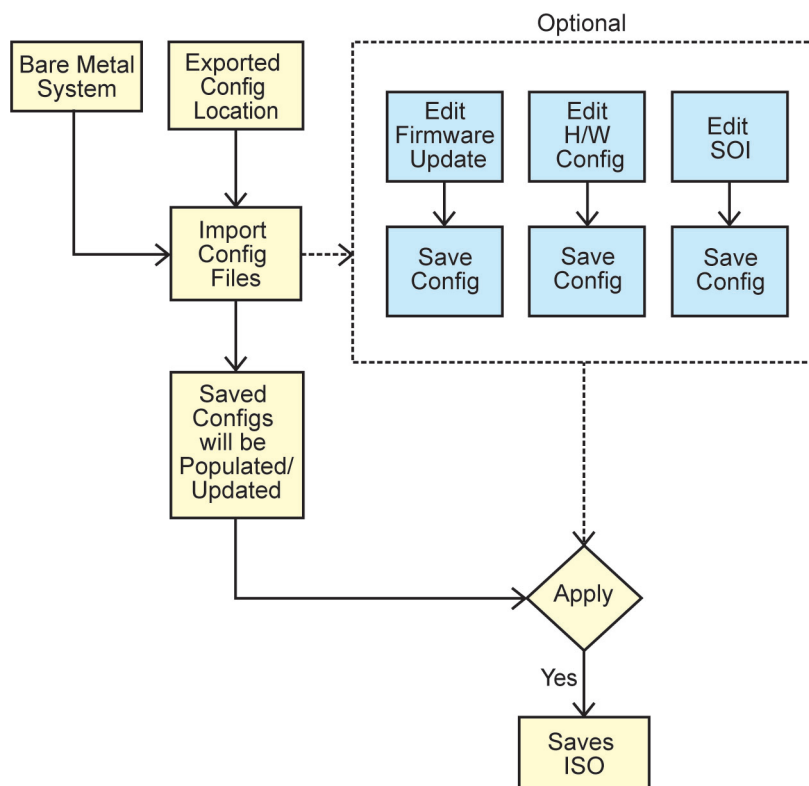 Optional
Bare Metal
System
Exported
Config
Location
Edit
Firmware
Update
Edit
H/W
Config
Edit
SOI
Import
Config
Files
Save
Config
Save
Config
Save
Config
Saved
Configs
will be
Populated/
Updated
Apply
Yes
Saves
ISO